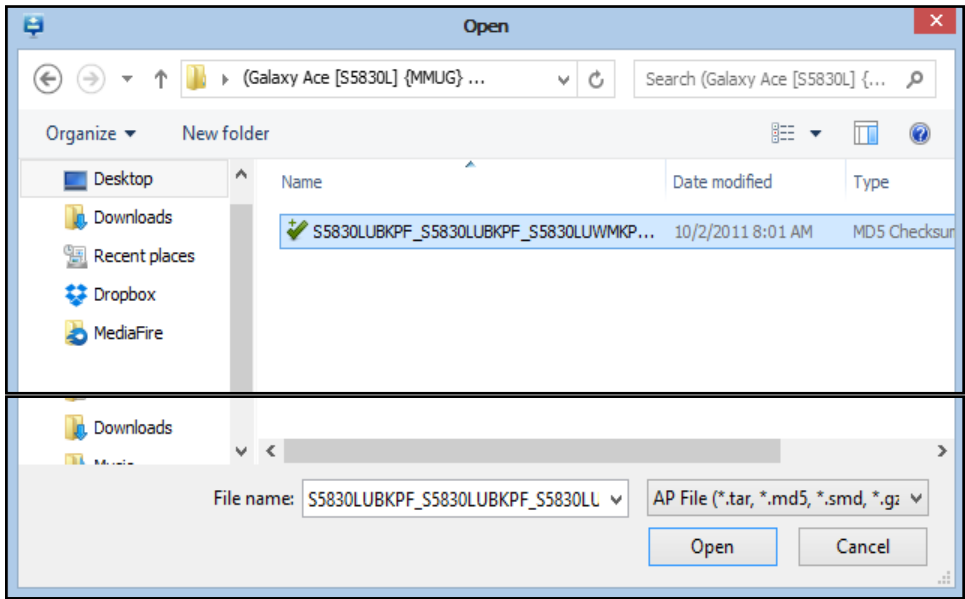 Open
(Galaxy Ace [S5830L] {MMUG} ...
Search (Galaxy Ace [S5830L] {...
Organize
New folder
Desktop
Downloads
Recent places
Dropbox
MediaFire
Name
Date modified
Type
S5830LUBKPF_S5830LUBKPF_S5830LUWMKP...
10/2/2011 8:01 AM
MD5 Checksur
Downloads
File name:
S5830LUBKPF_S5830LUBKPF_S5830LU
AP File (*.tar, *.md5, *.smd, *.gz
Open
Cancel